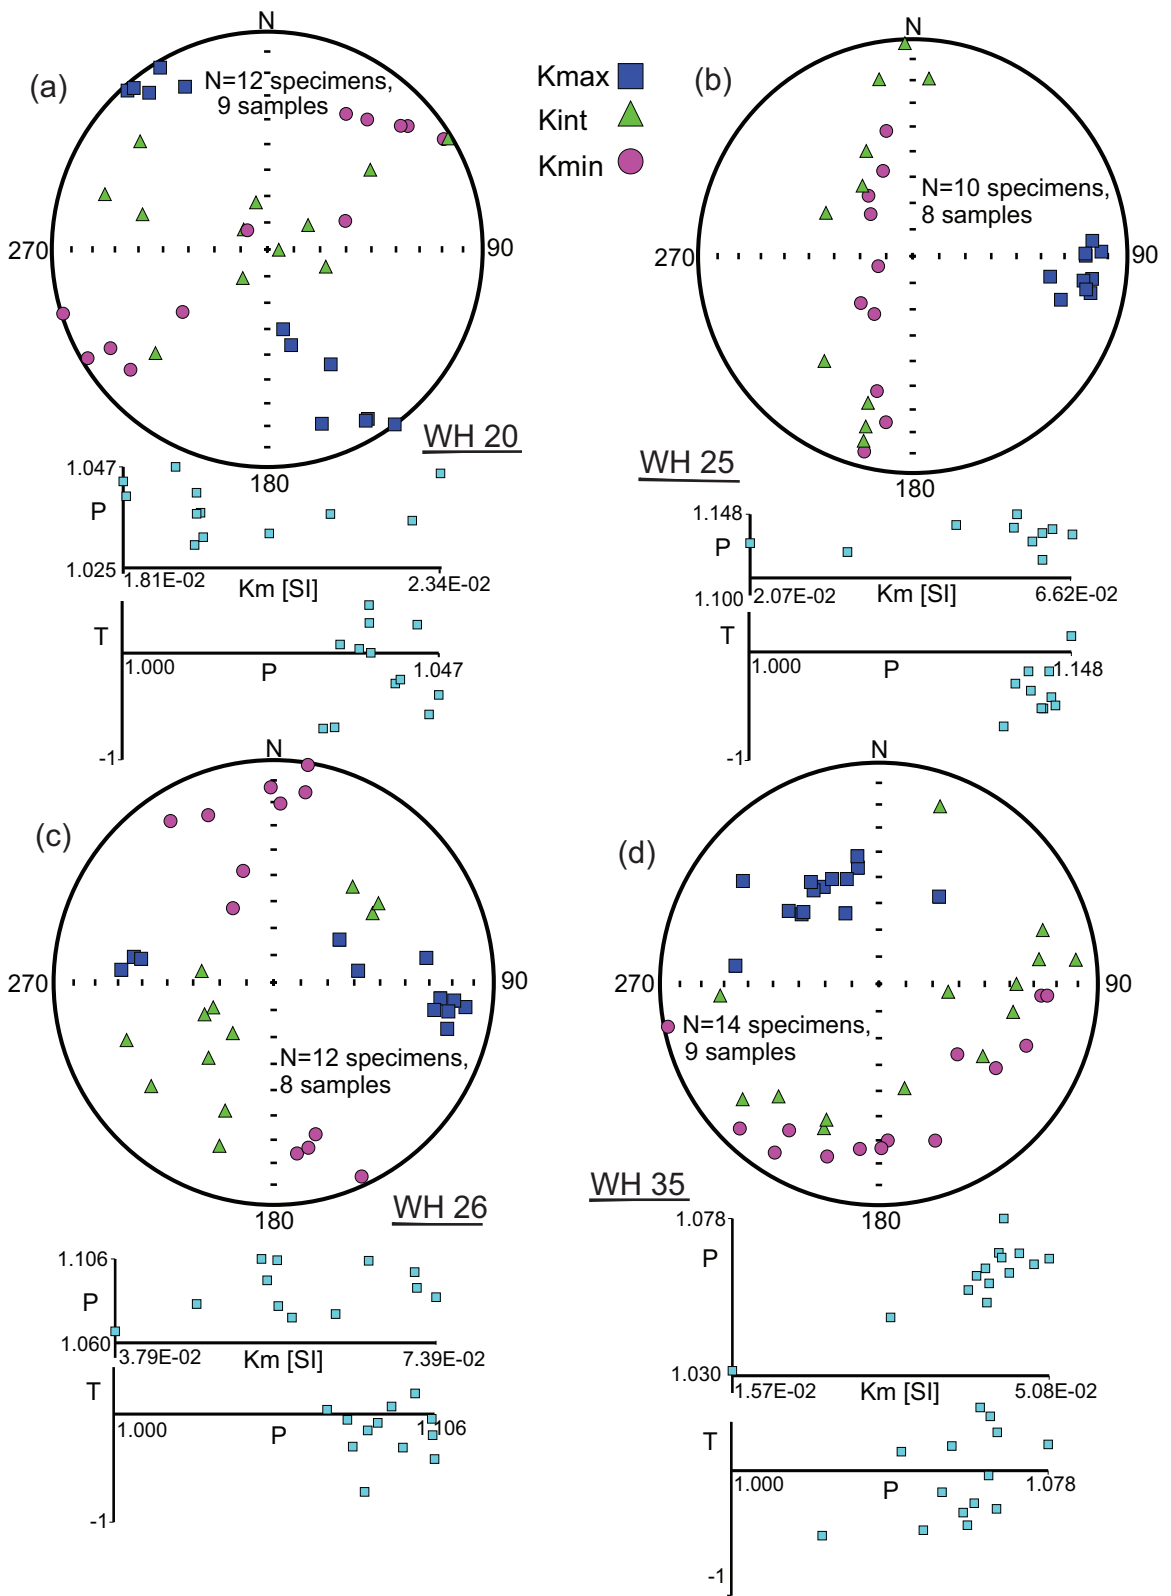 N
(a)
N=12 specimens,
9 samples
270
90
180
WH 20
1.047
P
1.025
1.81E-02
Km [SI]
2.34E-02
T
1.000
P
1.047
-1
Kmax
Kint
Kmin
N
(b)
N=10 specimens,
8 samples
270
90
180
WH 25
1.148
P
1.100
2.07E-02
Km [SI]
6.62E-02
T
1.000
P
1.148
-1
N
(c)
270
90
N=12 specimens,
8 samples
180
WH 26
1.106
P
1.060
3.79E-02
Km [SI]
7.39E-02
T
1.000
P
1.106
-1
N
(d)
270
90
N=14 specimens,
9 samples
180
WH 35
1.078
P
1.030
1.57E-02
Km [SI]
5.08E-02
T
1.000
P
1.078
-1